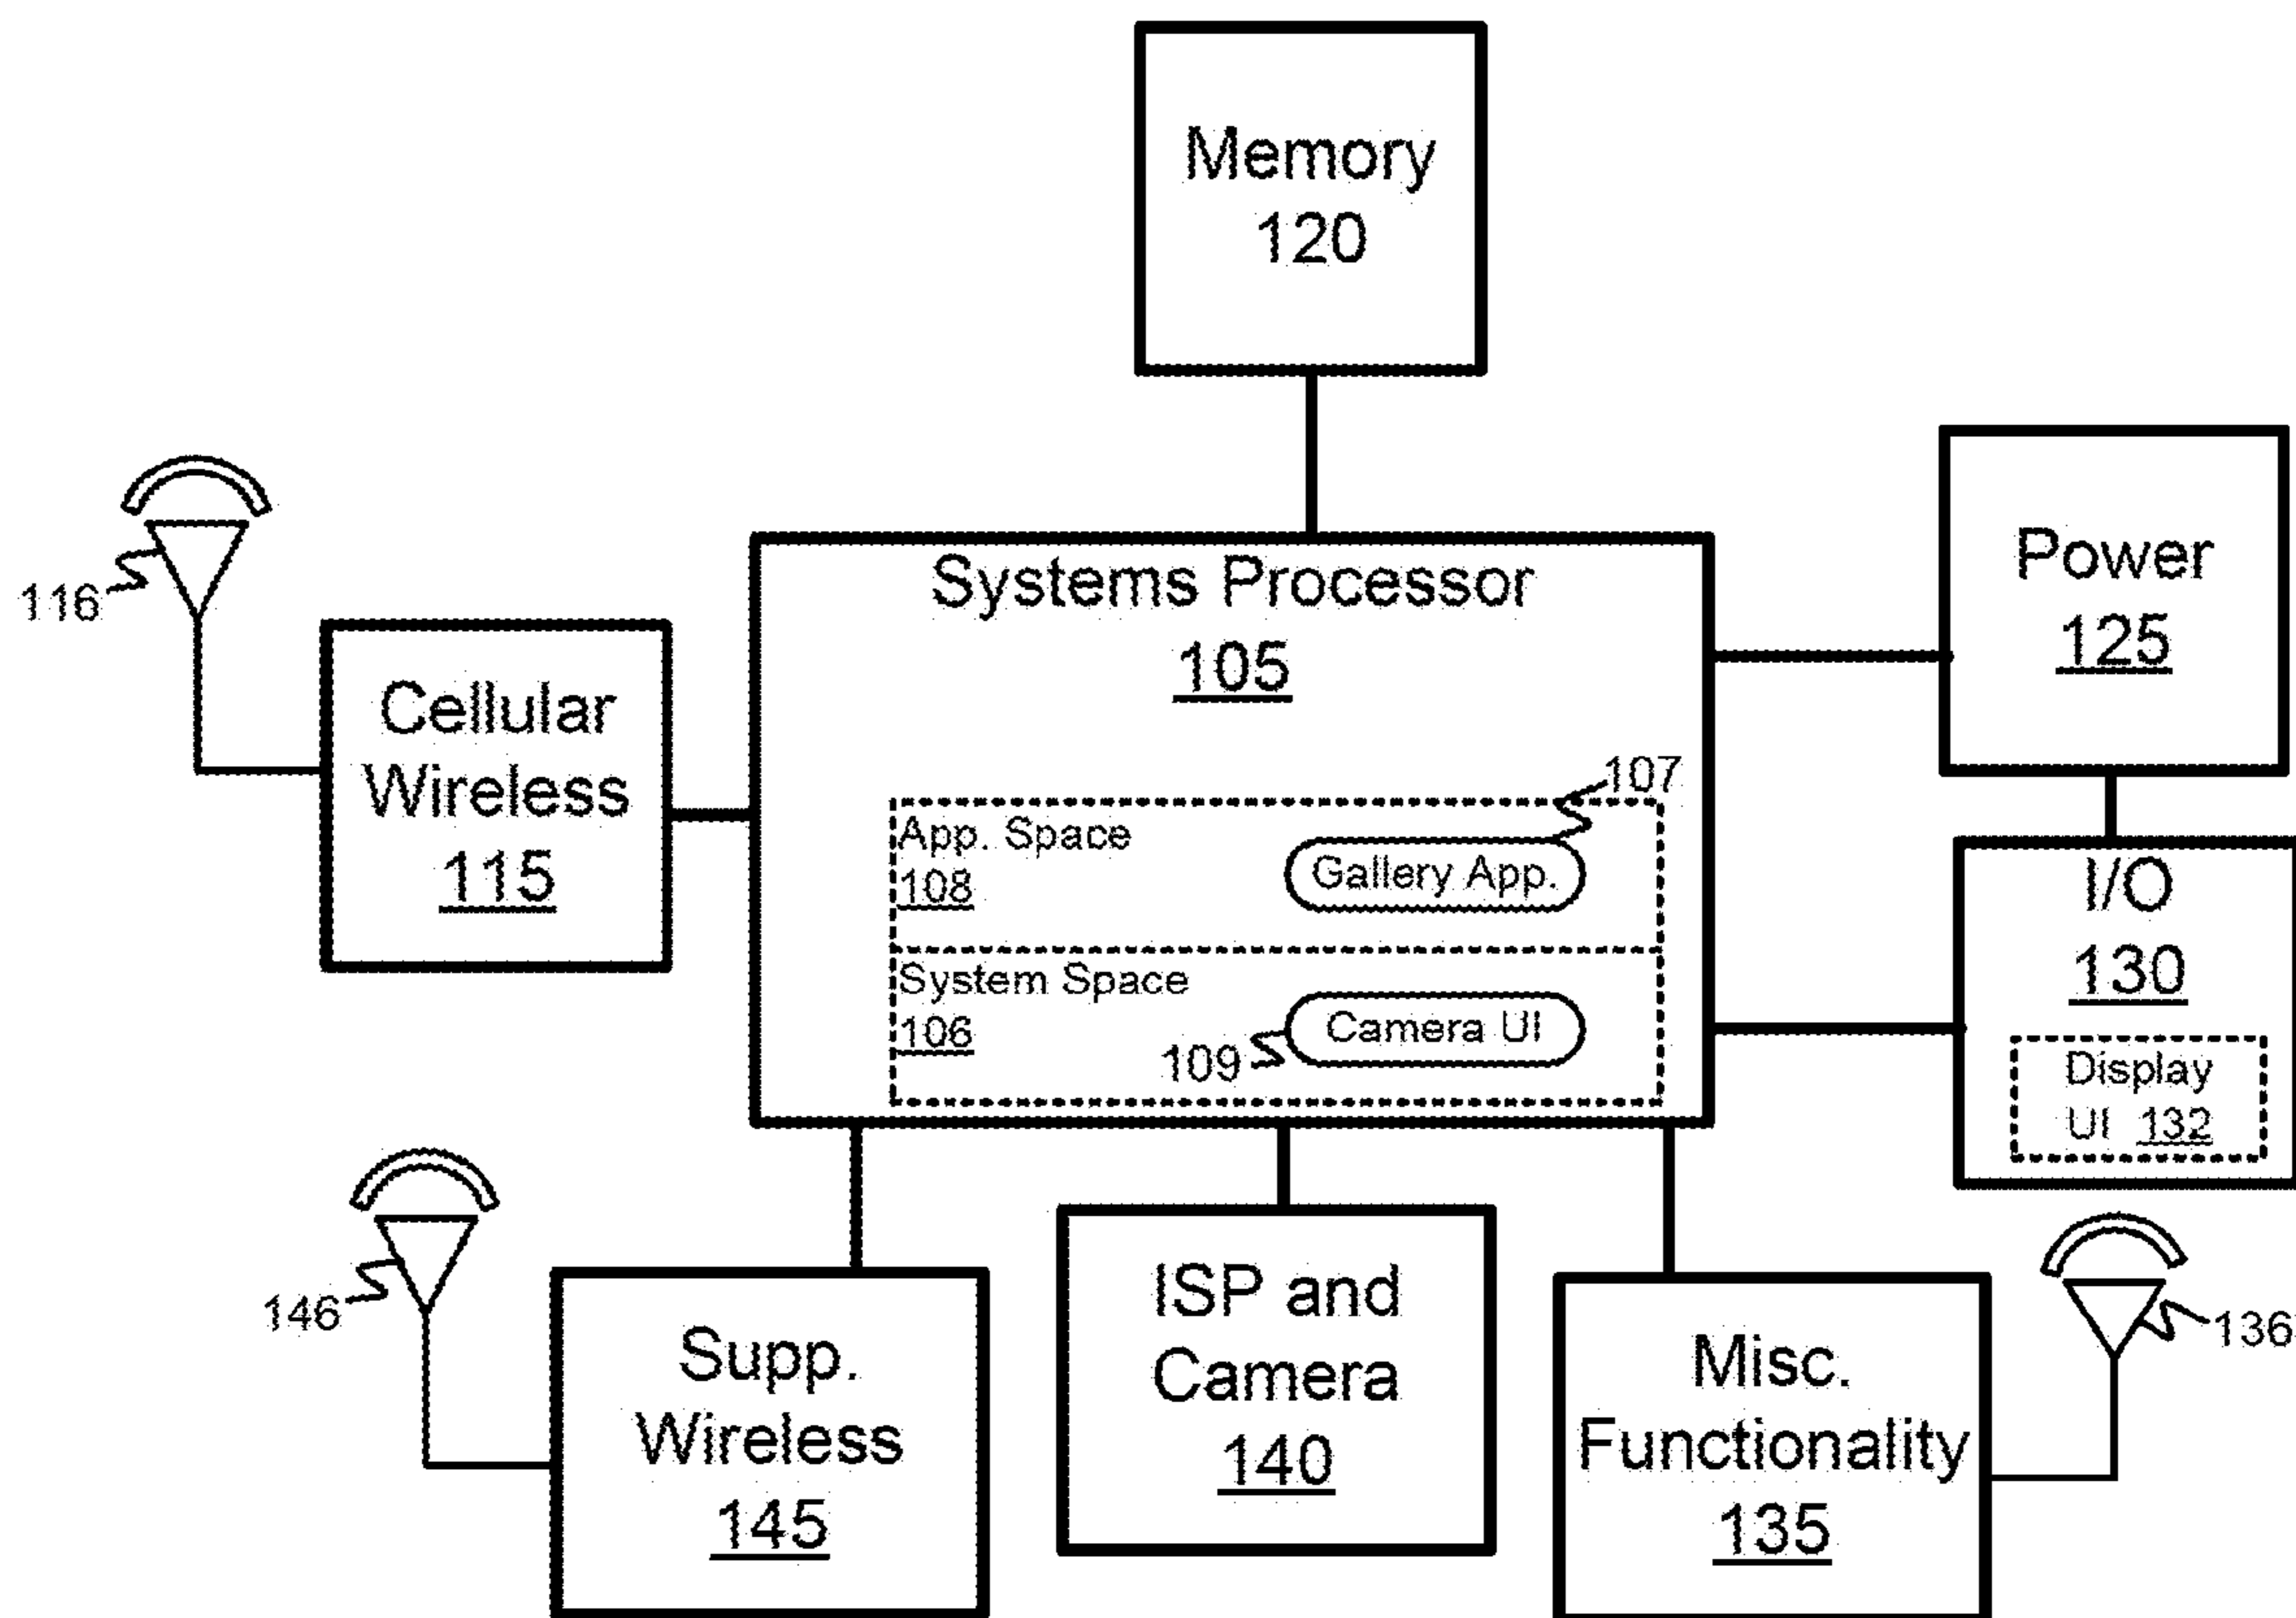 Memory
120
116
Cellular
Wireless
115
Systems Processor
105
107
App. Space
108
Gallery App.
System Space
106
109
Camera UI
Power
125
I/O
130
Display
UI 132
146
Supp.
Wireless
145
ISP and
Camera
140
Misc.
Functionality
135
136